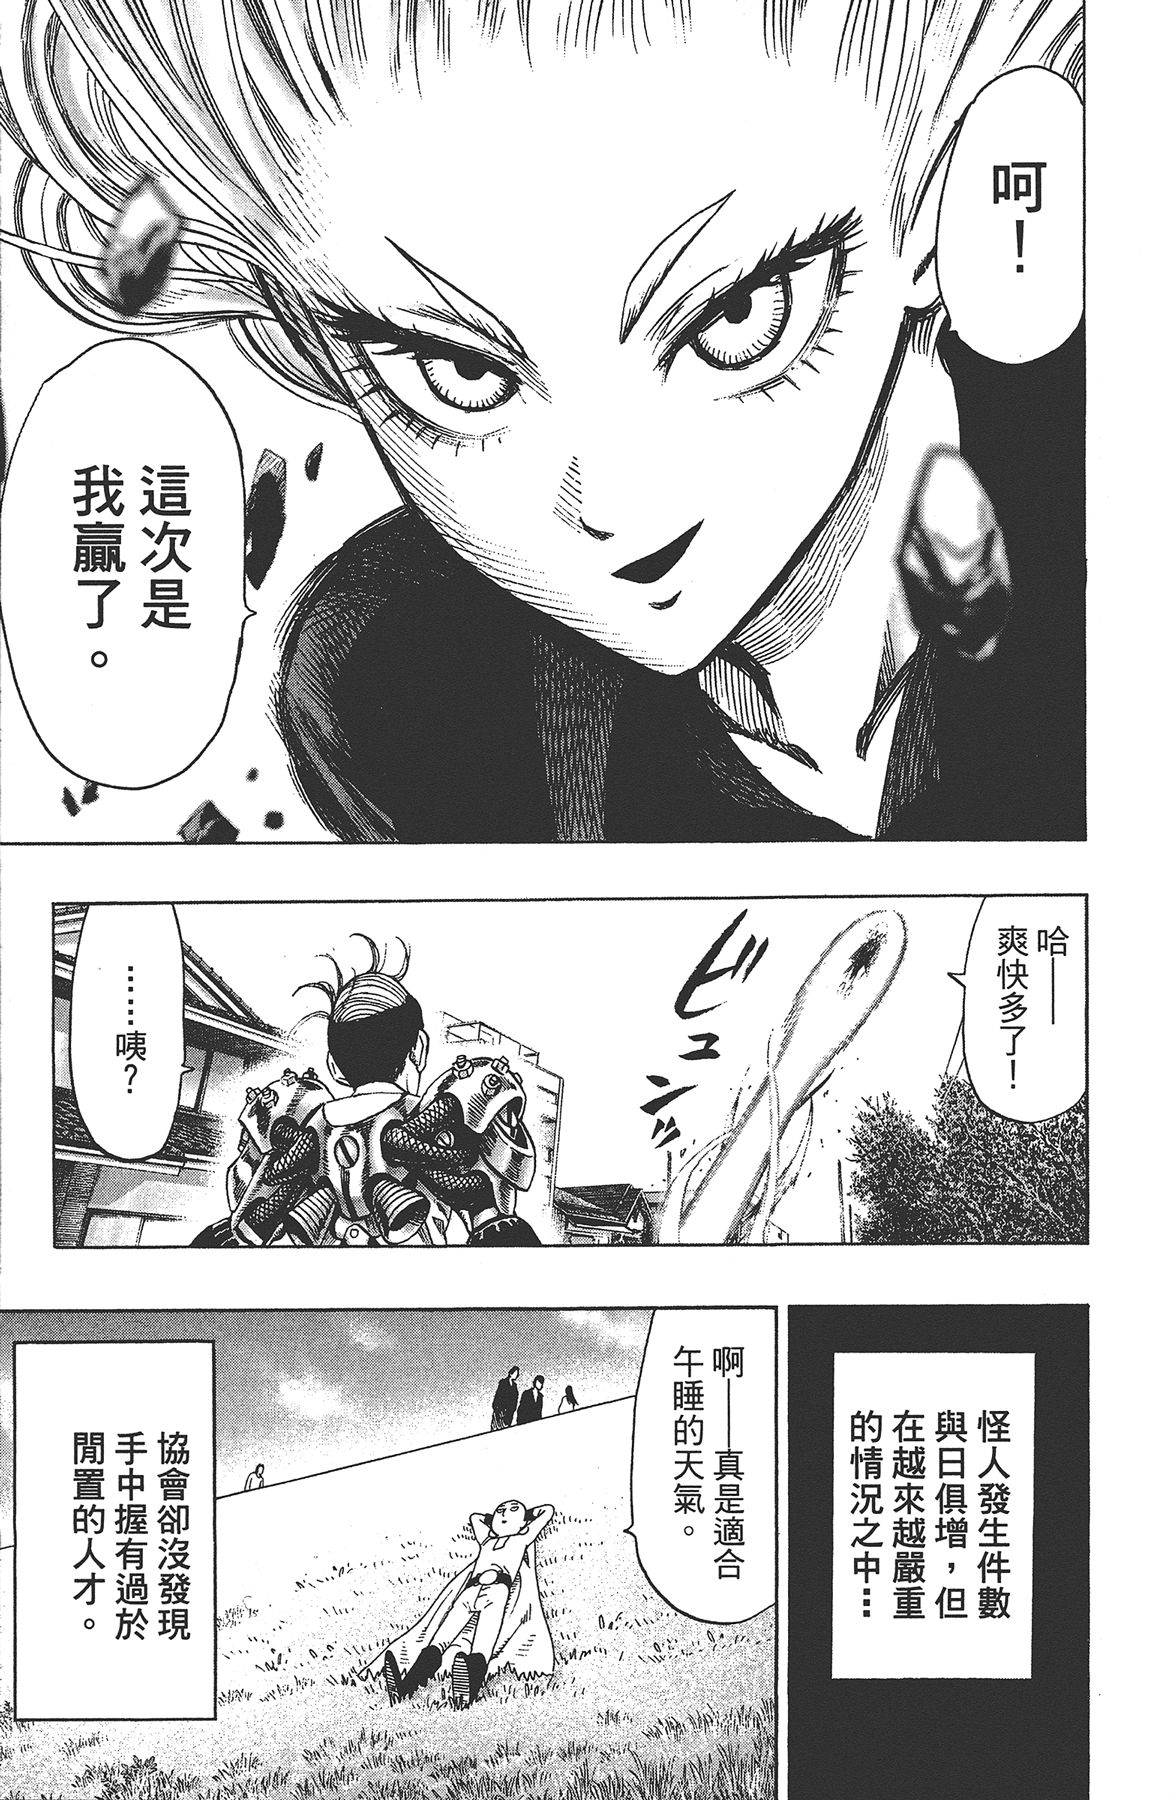 呵！
這次是
我贏了。
哈——
爽快多了！
ビュンッ
……咦？
怪人發生件數
與日俱增，但
在越來越嚴重
的情況之中…
啊——真是適合
午睡的天氣。
協會卻沒發現
手中握有過於
閒置的人才。